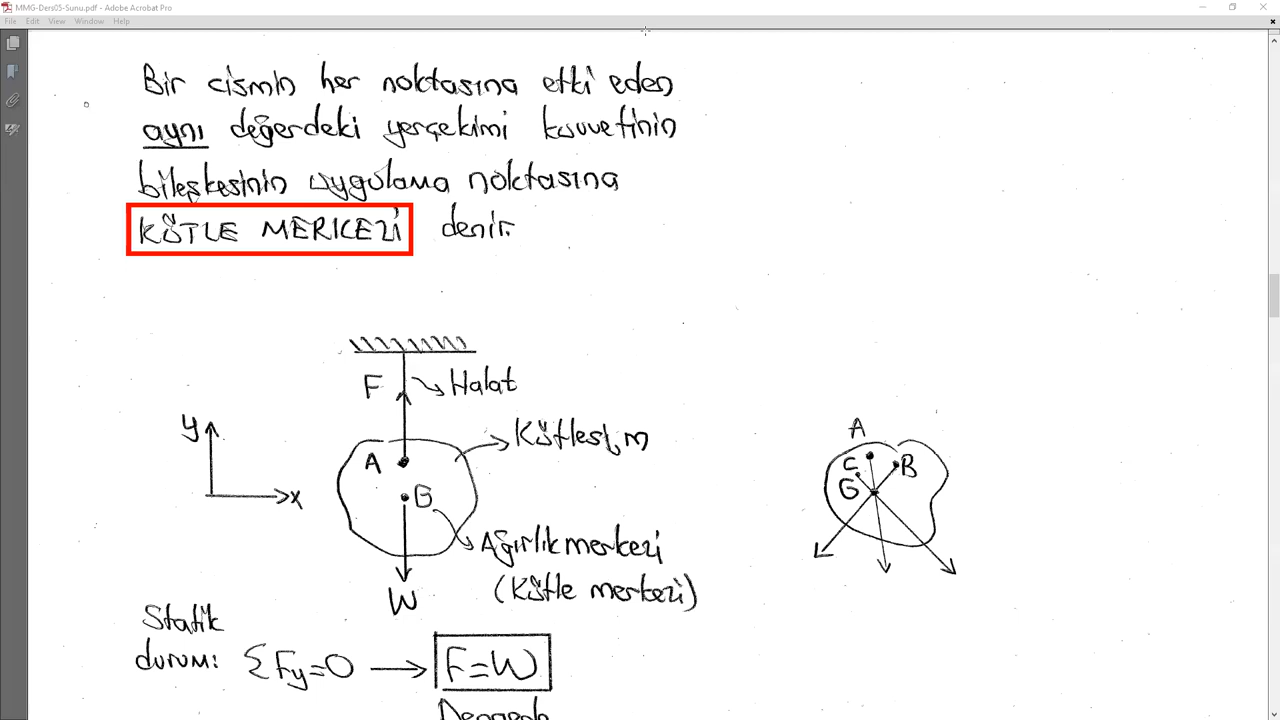 MMG-Ders05-Sunu.pdf - Adobe Acrobat Pro
File Edit View Window Help
Bir cismin her noktasına etki eden
aynı değerdeki yerçekimi kuvvetinin
bileşkesinin uygulama noktasına
KÜTLE MERKEZİ denir.
F Halat
y
x
A
Kütlesi, m
G
Ağırlık merkezi
(Kütle merkezi)
W
A
C B
G
Statik
durum: ΣFy=0 → F=W
Dengede